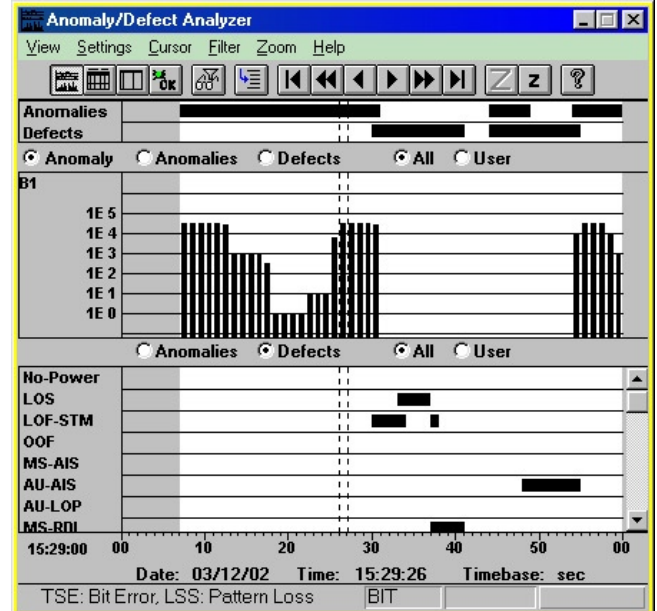 Anomaly/Defect Analyzer
View Settings Cursor Filter Zoom Help
OK Z z ?
Anomalies
Defects
Anomaly Anomalies Defects All User
B1
1E 5
1E 4
1E 3
1E 2
1E 1
1E 0
Anomalies Defects All User
No-Power
LOS
LOF-STM
OOF
MS-AIS
AU-AIS
AU-LOP
MS-RDI
15:29:00 00 10 20 30 40 50 00
Date: 03/12/02 Time: 15:29:26 Timebase: sec
TSE: Bit Error, LSS: Pattern Loss BIT